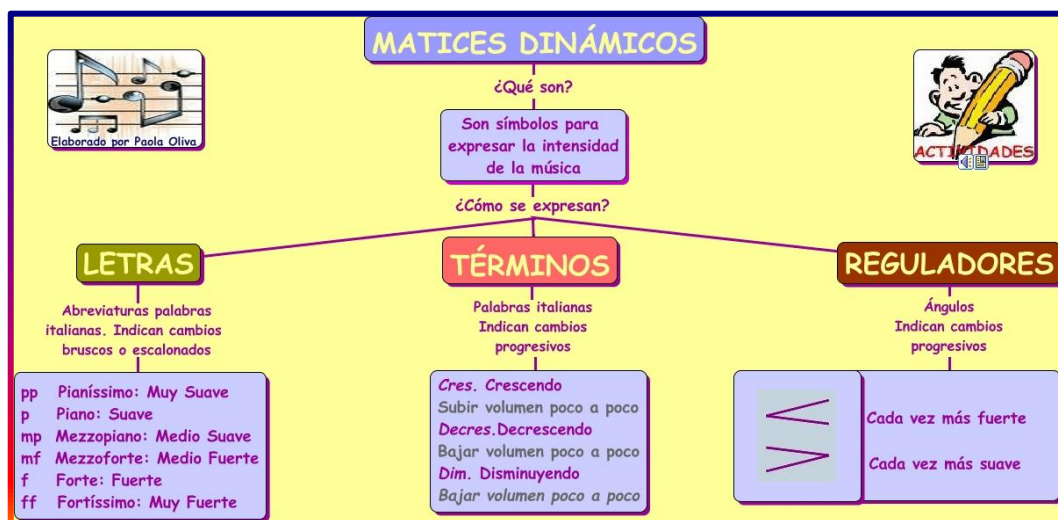 MATICES DINÁMICOS
Elaborado por Paola Oliva
ACTIVIDADES
¿Qué son?
Son símbolos para
expresar la intensidad
de la música
¿Cómo se expresan?
LETRAS
Abreviaturas palabras
italianas. Indican cambios
bruscos o escalonados
pp Pianíssimo: Muy Suave
p Piano: Suave
mp Mezzopiano: Medio Suave
mf Mezzoforte: Medio Fuerte
f Forte: Fuerte
ff Fortíssimo: Muy Fuerte
TÉRMINOS
Palabras italianas
Indican cambios
progresivos
Cres. Crescendo
Subir volumen poco a poco
Decres.Decrescendo
Bajar volumen poco a poco
Dim. Disminuyendo
Bajar volumen poco a poco
REGULADORES
Ángulos
Indican cambios
progresivos
Cada vez más fuerte
Cada vez más suave